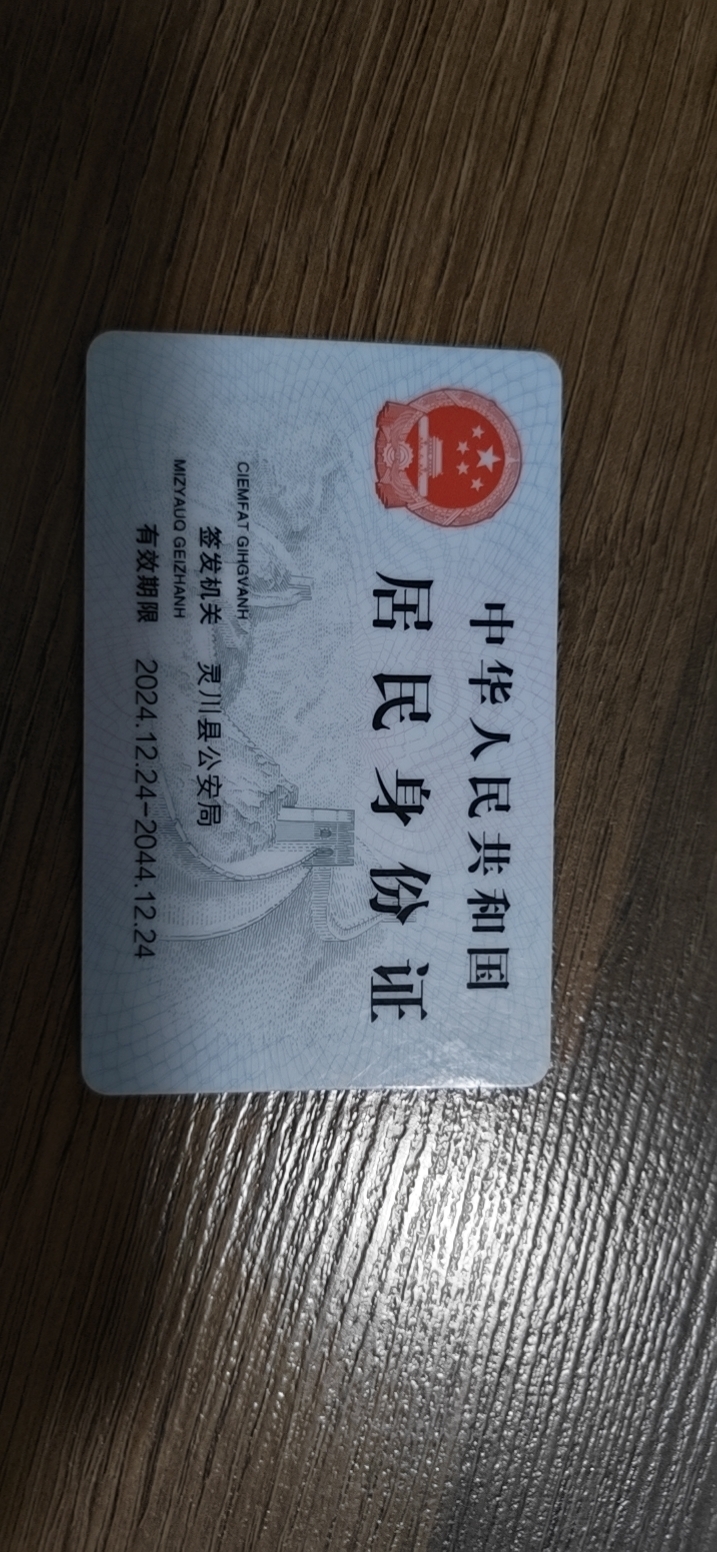 中华人民共和国
居民身份证
CIEMFAT GIHGVANH
签发机关 灵川县公安局
MIZYAUQ GEIZHANH
有效期限 2024.12.24-2044.12.24